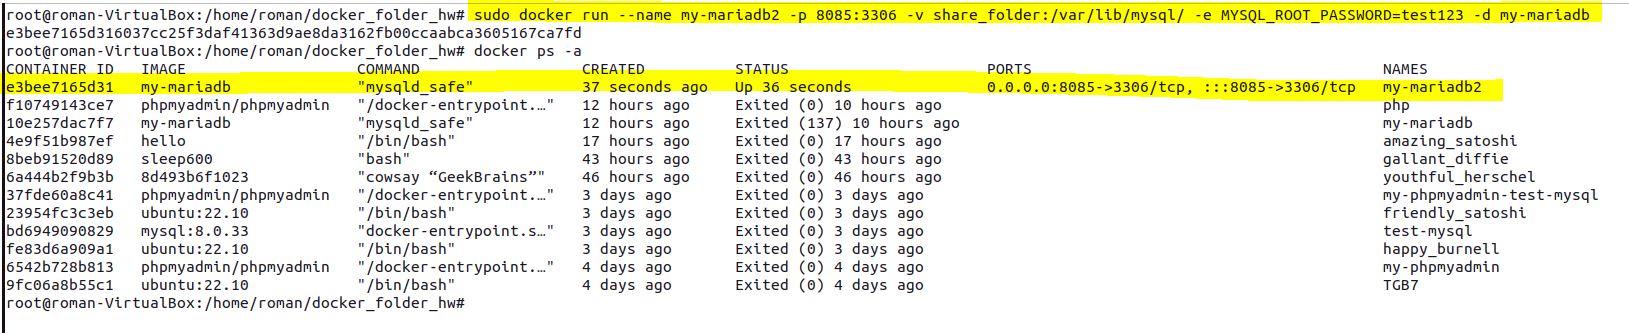 root@roman-VirtualBox:/home/roman/docker_folder_hw# sudo docker run --name my-mariadb2 -p 8085:3306 -v share_folder:/var/lib/mysql/ -e MYSQL_ROOT_PASSWORD=test123 -d my-mariadb
e3bee7165d316037cc25f3daf41363d9ae8da3162fb00ccaabca3605167ca7fd
root@roman-VirtualBox:/home/roman/docker_folder_hw# docker ps -a
CONTAINER ID   IMAGE                   COMMAND                  CREATED          STATUS                      PORTS                                       NAMES
e3bee7165d31   my-mariadb              "mysqld_safe"            37 seconds ago   Up 36 seconds               0.0.0.0:8085->3306/tcp, :::8085->3306/tcp   my-mariadb2
f10749143ce7   phpmyadmin/phpmyadmin   "/docker-entrypoint.…"   12 hours ago     Exited (0) 10 hours ago                                                 php
10e257dac7f7   my-mariadb              "mysqld_safe"            12 hours ago     Exited (137) 10 hours ago                                               my-mariadb
4e9f51b987ef   hello                   "/bin/bash"              17 hours ago     Exited (0) 17 hours ago                                                 amazing_satoshi
8beb91520d89   sleep600                "bash"                   43 hours ago     Exited (0) 43 hours ago                                                 gallant_diffie
6a444b2f9b3b   8d493b6f1023            "cowsay “GeekBrains”"    46 hours ago     Exited (0) 46 hours ago                                                 youthful_herschel
37fde60a8c41   phpmyadmin/phpmyadmin   "/docker-entrypoint.…"   3 days ago       Exited (0) 3 days ago                                                   my-phpmyadmin-test-mysql
23954fc3c3eb   ubuntu:22.10            "/bin/bash"              3 days ago       Exited (0) 3 days ago                                                   friendly_satoshi
bd6949090829   mysql:8.0.33            "docker-entrypoint.s…"   3 days ago       Exited (0) 3 days ago                                                   test-mysql
fe83d6a909a1   ubuntu:22.10            "/bin/bash"              3 days ago       Exited (0) 3 days ago                                                   happy_burnell
6542b728b813   phpmyadmin/phpmyadmin   "/docker-entrypoint.…"   4 days ago       Exited (0) 4 days ago                                                   my-phpmyadmin
9fc06a8b55c1   ubuntu:22.10            "/bin/bash"              4 days ago       Exited (0) 4 days ago                                                   TGB7
root@roman-VirtualBox:/home/roman/docker_folder_hw#